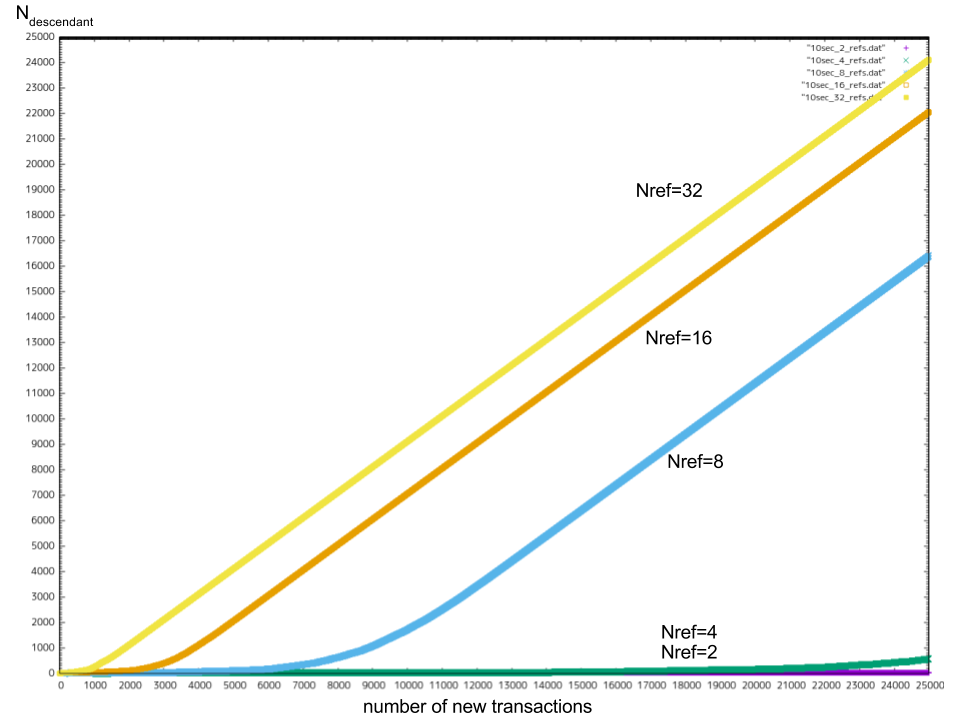 Ndescendant
25000
24000
23000
22000
21000
20000
19000
18000
17000
16000
15000
14000
13000
12000
11000
10000
9000
8000
7000
6000
5000
4000
3000
2000
1000
0
"10sec_2_refs.dat"
"10sec_4_refs.dat"
"10sec_8_refs.dat"
"10sec_16_refs.dat"
"10sec_32_refs.dat"
Nref=32
Nref=16
Nref=8
Nref=4
Nref=2
0 1000 2000 3000 4000 5000 6000 7000 8000 9000 10000 11000 12000 13000 14000 15000 16000 17000 18000 19000 20000 21000 22000 23000 24000 25000
number of new transactions